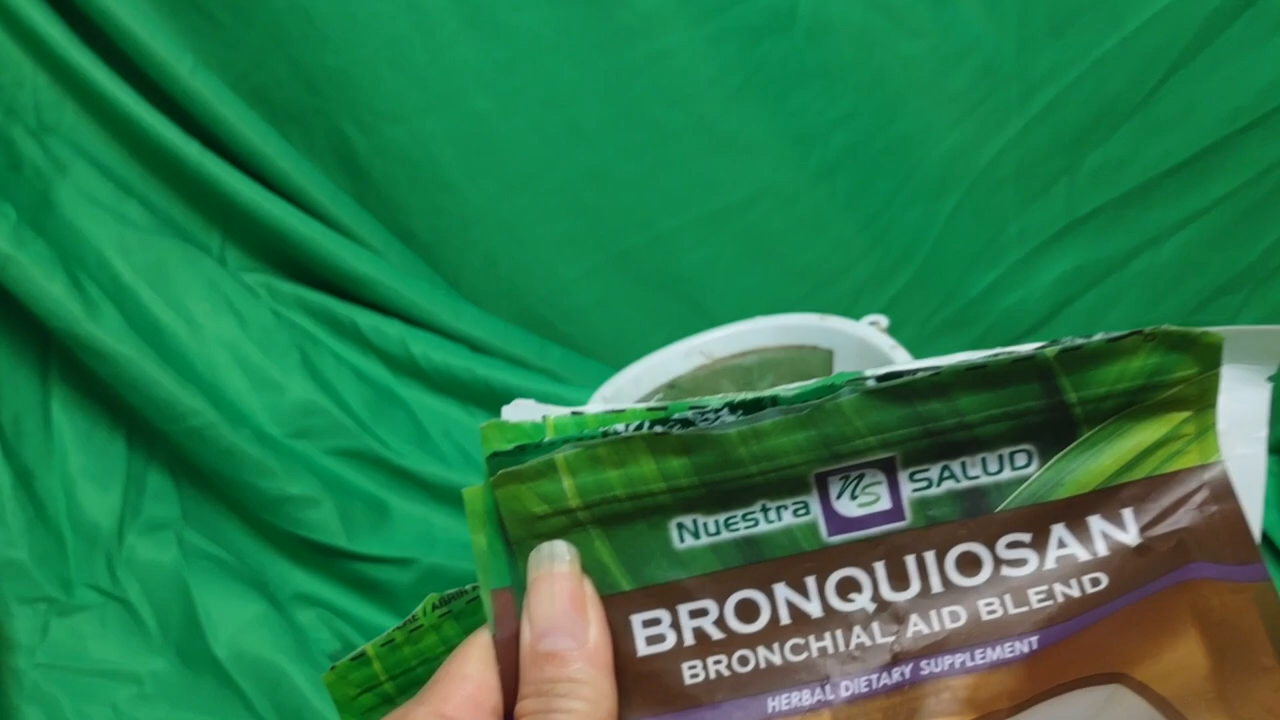 Nuestra NS SALUD
BRONQUIOSAN
BRONCHIAL AID BLEND
HERBAL DIETARY SUPPLEMENT